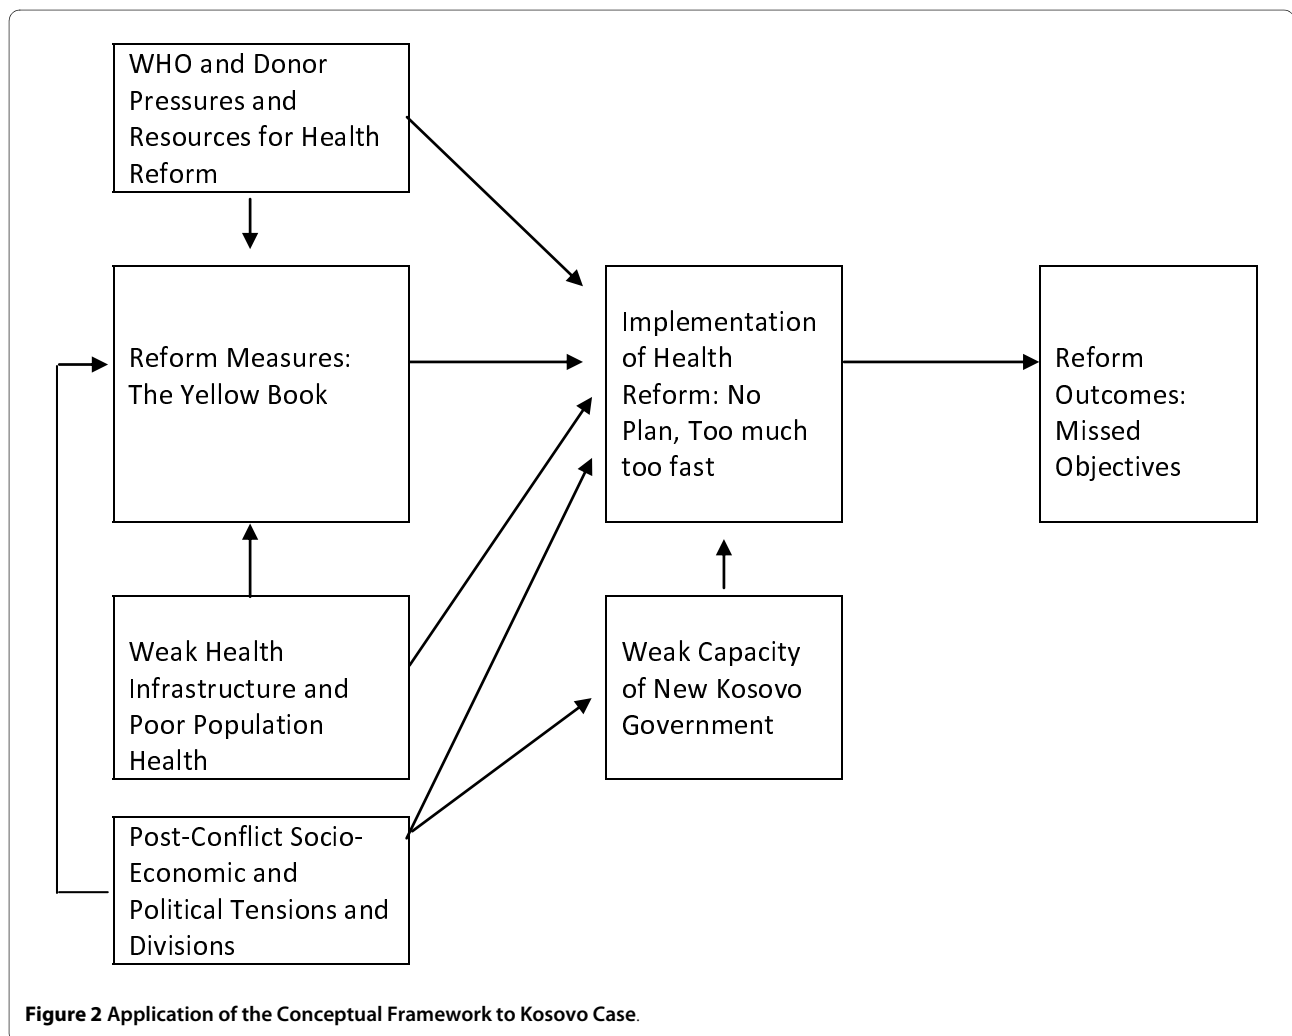 WHO and Donor
Pressures and
Resources for Health
Reform
Reform Measures:
The Yellow Book
Implementation
of Health
Reform: No
Plan, Too much
too fast
Reform
Outcomes:
Missed
Objectives
Weak Health
Infrastructure and
Poor Population
Health
Weak Capacity
of New Kosovo
Government
Post-Conflict Socio-
Economic and
Political Tensions and
Divisions
Figure 2 Application of the Conceptual Framework to Kosovo Case.